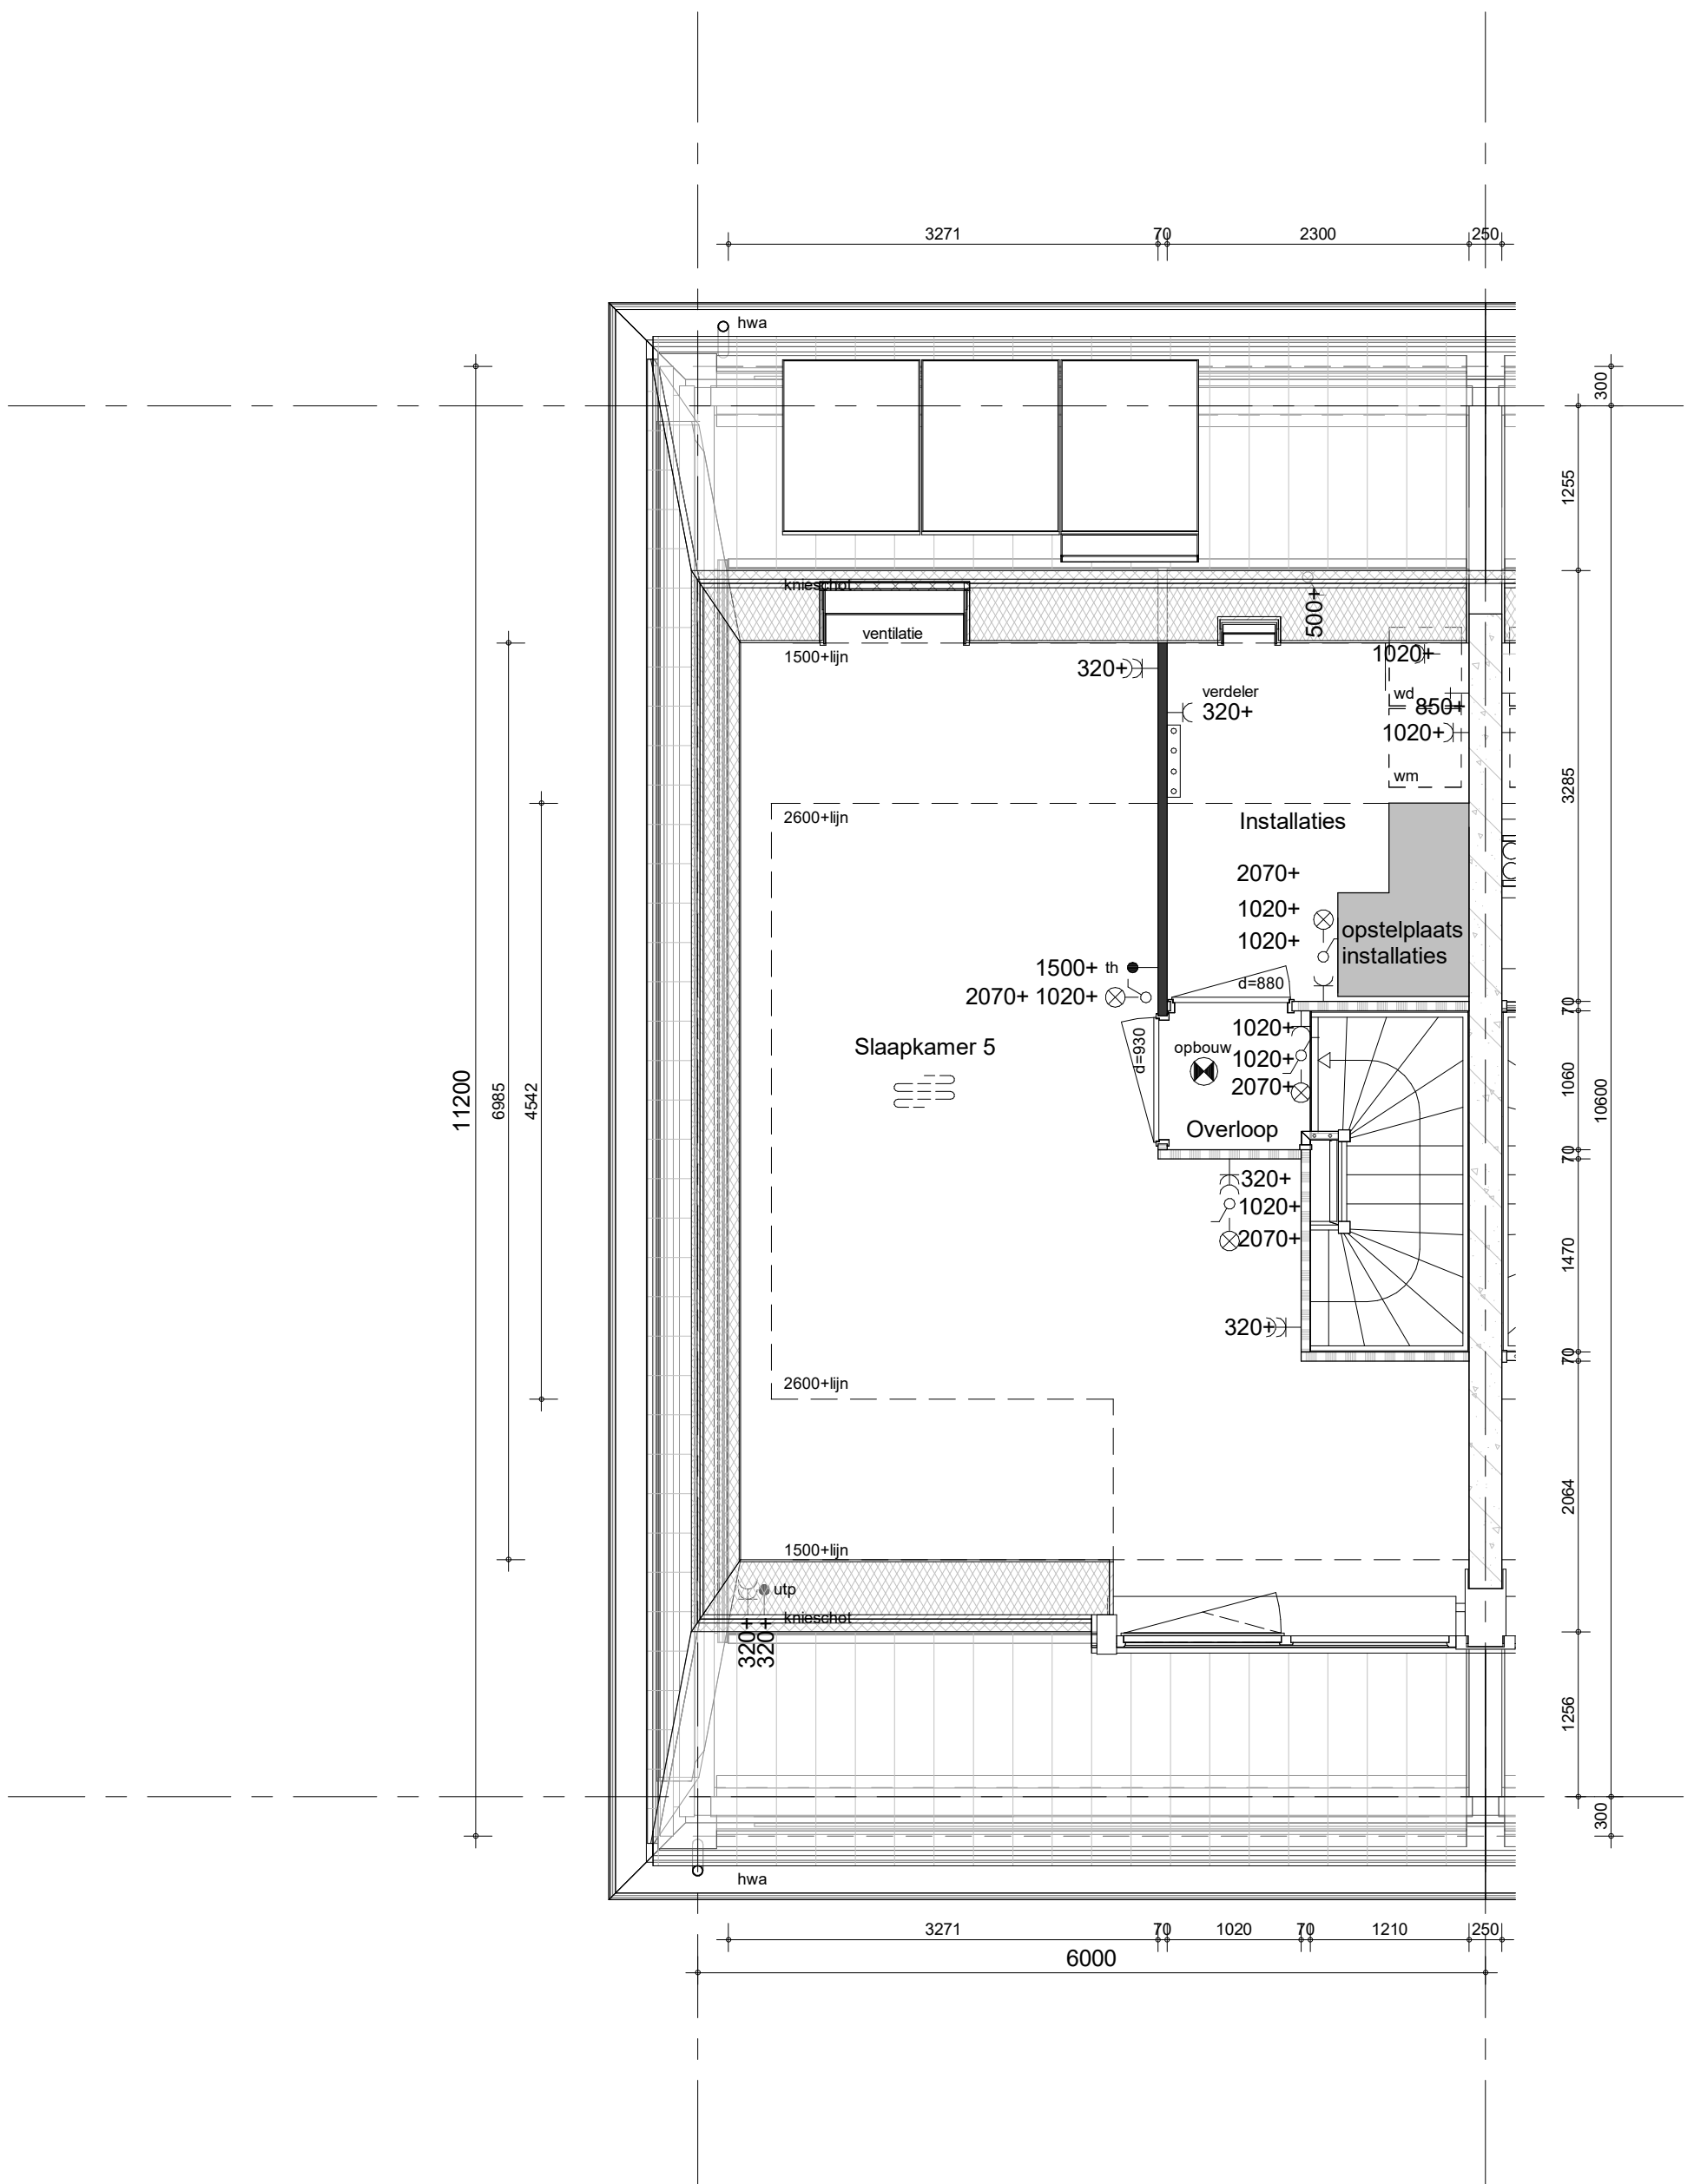 3271 70 2300 250
hwa
300
1255
knieschot
500+
ventilatie
1500+lijn
320+
1020+
verdeler
320+
wd
850+
1020+
wm
3285
2600+lijn
Installaties
2070+
1020+
1020+
opstelplaats
installaties
1500+ th
2070+ 1020+
d=880
70
1020+
opbouw
1020+
2070+
d=930
Slaapkamer 5
11200
6985
4542
1060
10600
Overloop
70
320+
1020+
2070+
1470
320+
70
2600+lijn
2064
1500+lijn
utp
knieschot
320+
320+
1256
300
hwa
3271 70 1020 70 1210 250
6000